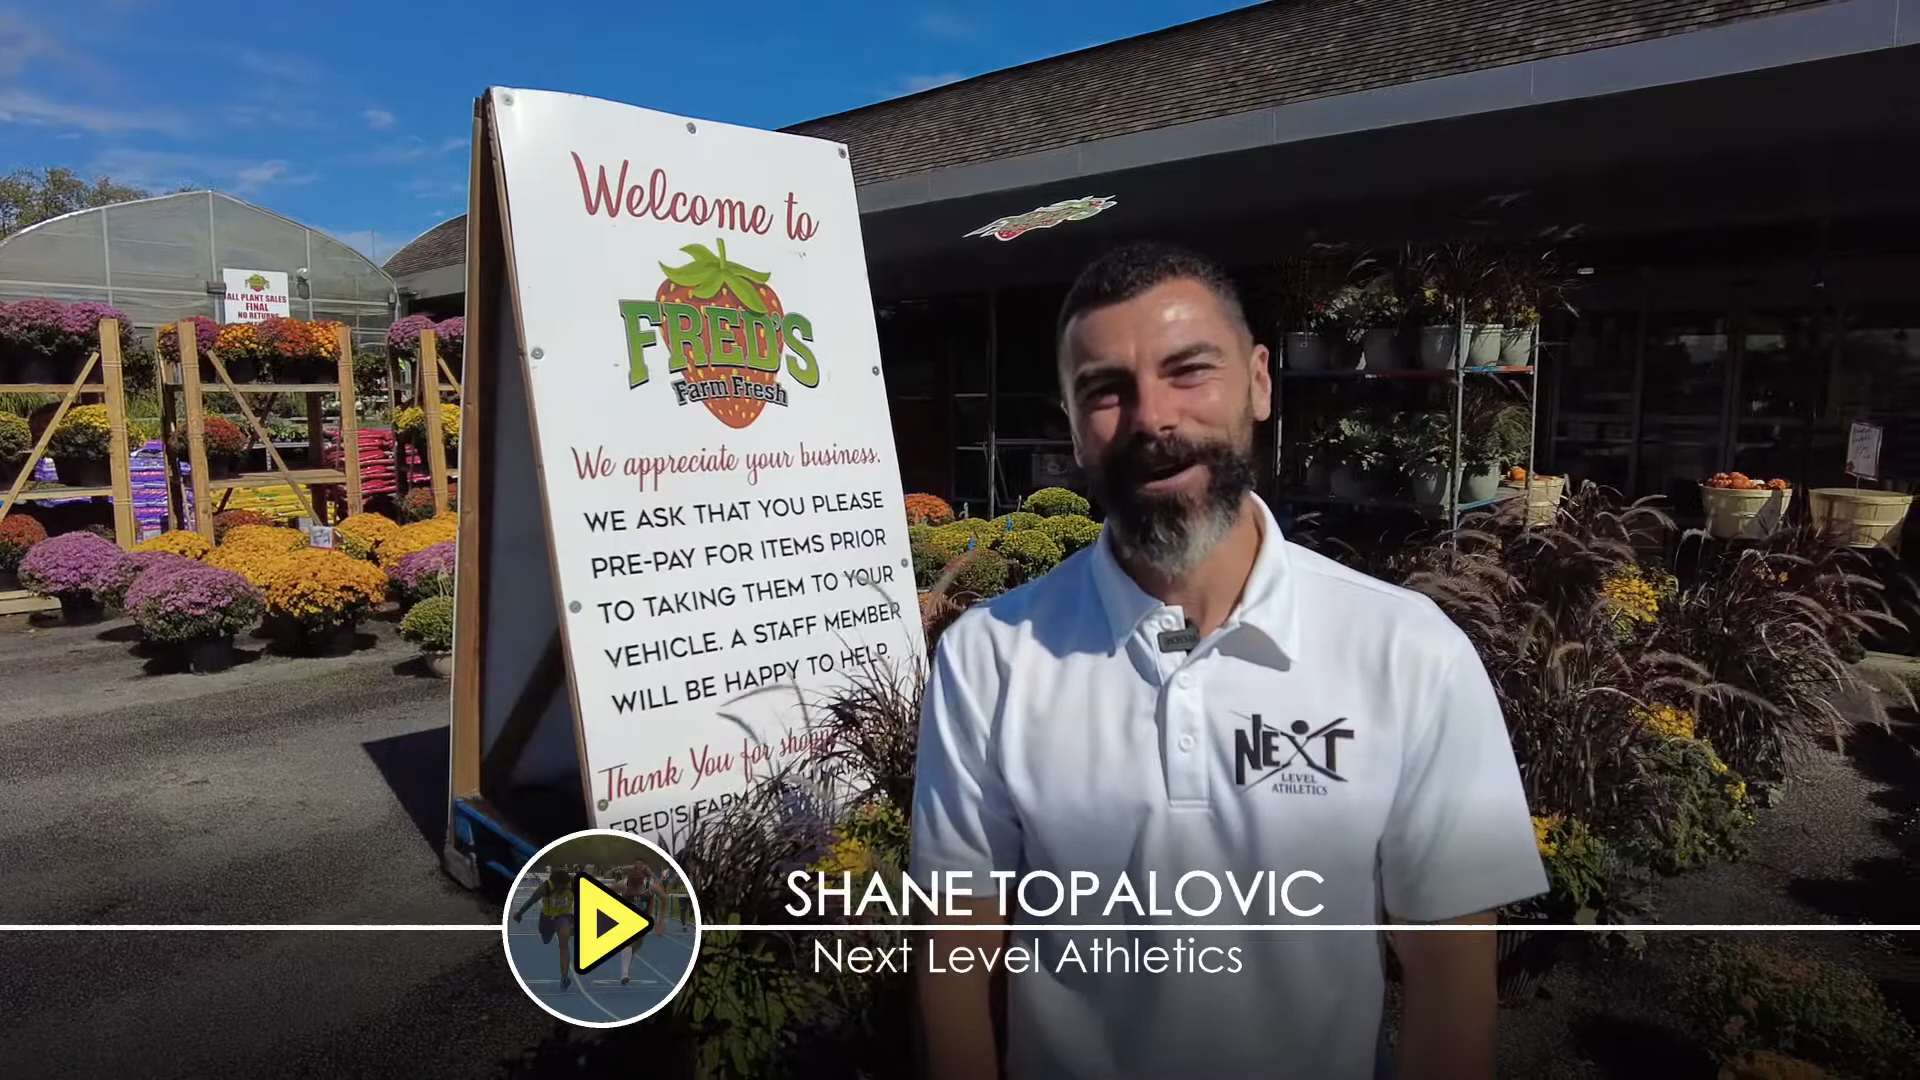 Welcome to
FRED'S
Farm Fresh
We appreciate your business.
WE ASK THAT YOU PLEASE
PRE-PAY FOR ITEMS PRIOR
TO TAKING THEM TO YOUR
VEHICLE. A STAFF MEMBER
WILL BE HAPPY TO HELP.
Thank You for
FRED'S FARM
ALL PLANT SALES
FINAL
NO RETURNS
NEXT
LEVEL
ATHLETICS
SHANE TOPALOVIC
Next Level Athletics